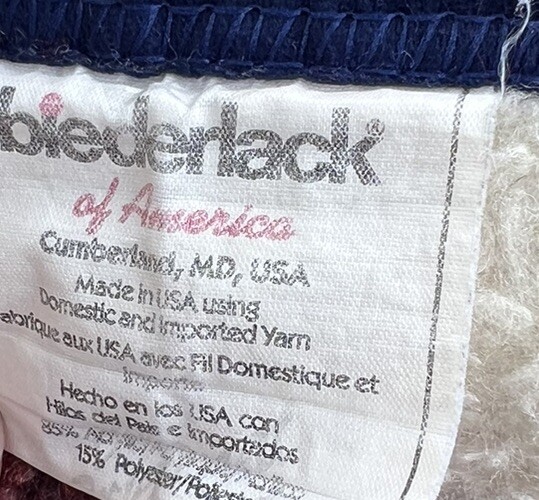 biederlack®
of America
Cumberland, MD, USA
Made in USA using
Domestic and Imported Yarn
abrique aux USA avec Fil Domestique et
Importe
Hecho en los USA con
Hilos del Pais e Importados
85%
15% Polyester/